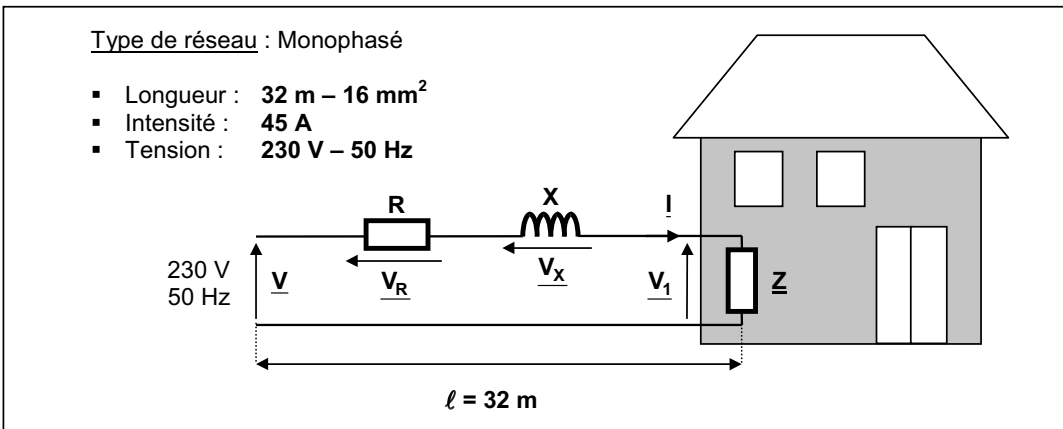 Type de réseau : Monophasé
▪ Longueur : 32 m – 16 mm²
▪ Intensité : 45 A
▪ Tension : 230 V – 50 Hz
R
X
I
230 V
50 Hz
V
V_R
V_X
V_1
Z
ℓ = 32 m